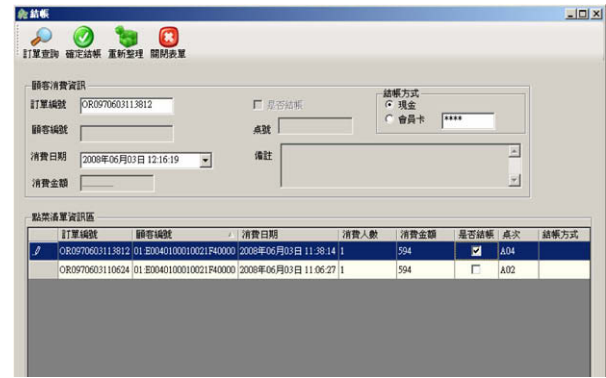 結帳
訂單查詢 確定結帳 重新整理 關閉表單
顧客消費資訊
訂單編號 OR0970603113812 是否結帳
結帳方式
現金
會員卡 ****
顧客編號 桌號
消費日期 2008年06月03日 12:16:19 備註
消費金額
點菜清單資訊區
訂單編號 顧客編號 消費日期 消費人數 消費金額 是否結帳 桌次 結帳方式
OR0970603113812 01:E0040100010021F40000 2008年06月03日 11:38:14 1 594 A04
OR0970603110624 01:E0040100010021F40000 2008年06月03日 11:06:27 1 594 A02